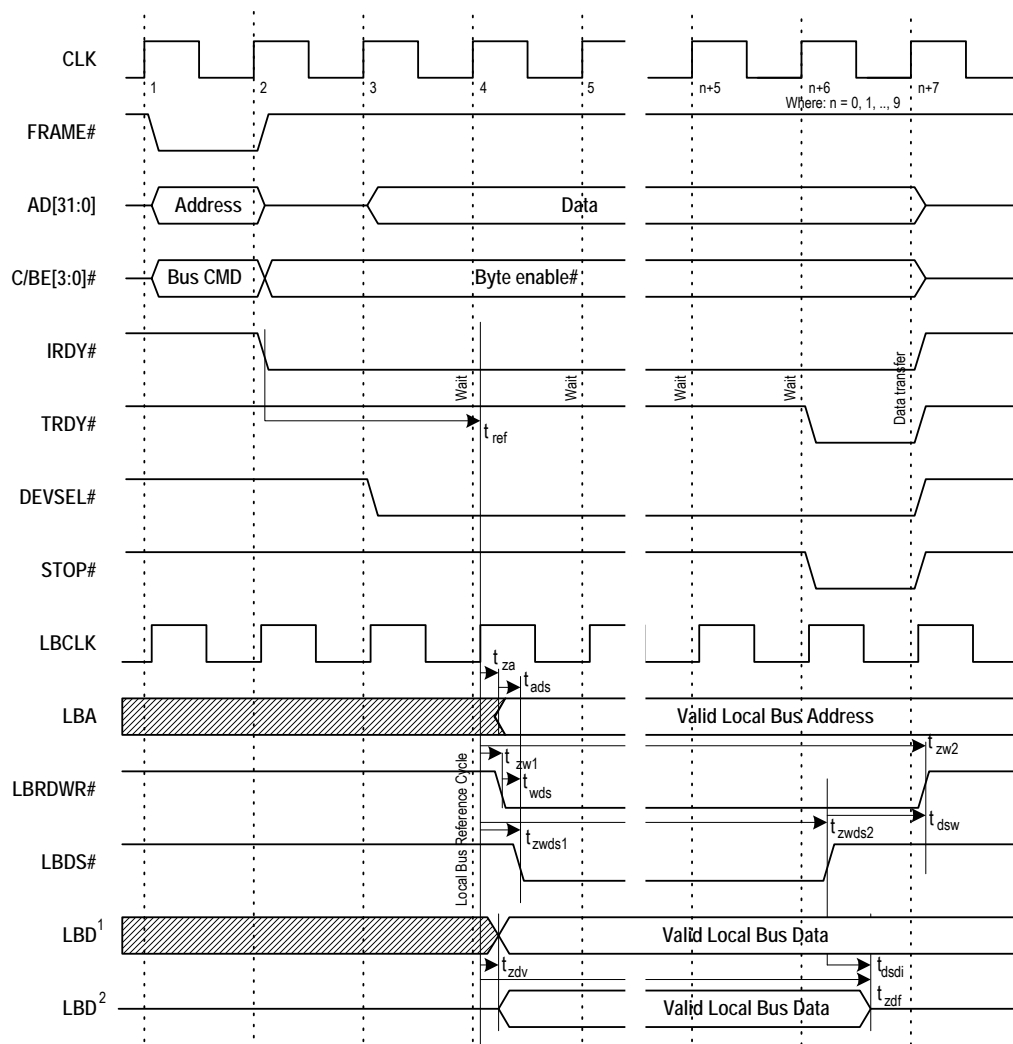 CLK
1 2 3 4 5 n+5 n+6 n+7
Where: n = 0, 1, .., 9
FRAME#
AD[31:0] Address Data
C/BE[3:0]# Bus CMD Byte enable#
IRDY#
Wait Wait Wait Wait Data transfer
TRDY#
t ref
DEVSEL#
STOP#
LBCLK
t za
t ads
LBA Valid Local Bus Address
t zw1 t zw2
LBRDWR# t wds
Local Bus Reference Cycle
t zwds1 t zwds2 t dsw
LBDS#
LBD1 Valid Local Bus Data
t zdv t dsdi
t zdf
LBD2 Valid Local Bus Data